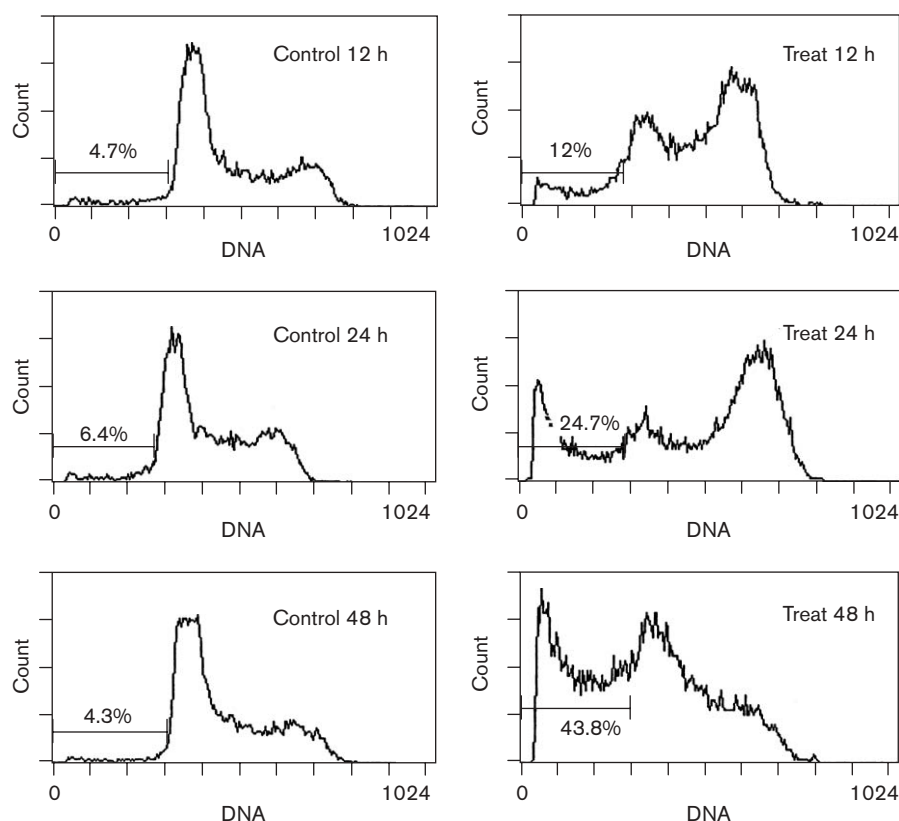 Control 12 h
Count
4.7%
0
1024
DNA
Treat 12 h
Count
12%
0
1024
DNA
Control 24 h
Count
6.4%
0
1024
DNA
Treat 24 h
Count
24.7%
0
1024
DNA
Control 48 h
Count
4.3%
0
1024
DNA
Treat 48 h
Count
43.8%
0
1024
DNA